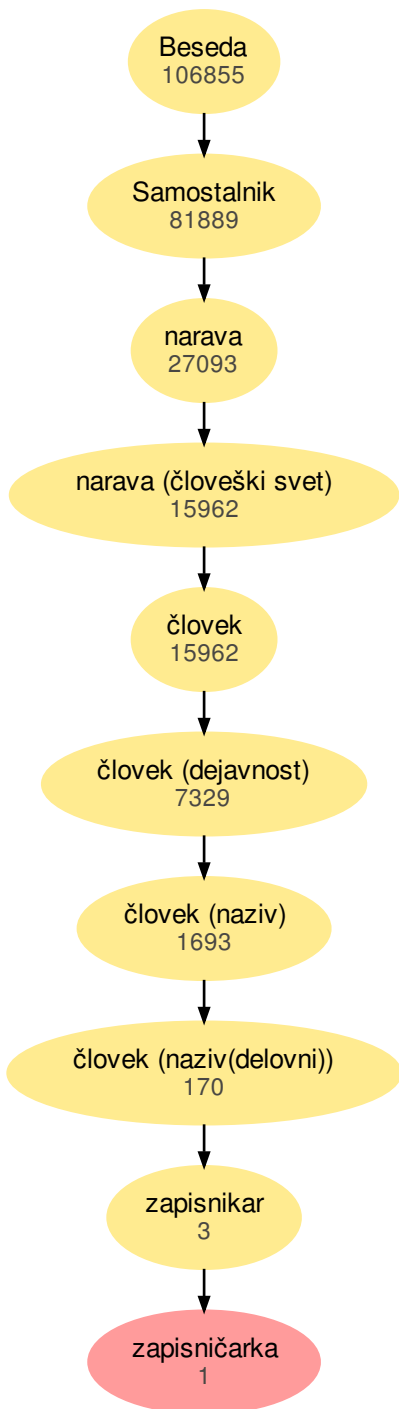 Beseda
106855
Samostalnik
81889
narava
27093
narava (človeški svet)
15962
človek
15962
človek (dejavnost)
7329
človek (naziv)
1693
človek (naziv(delovni))
170
zapisnikar
3
zapisničarka
1